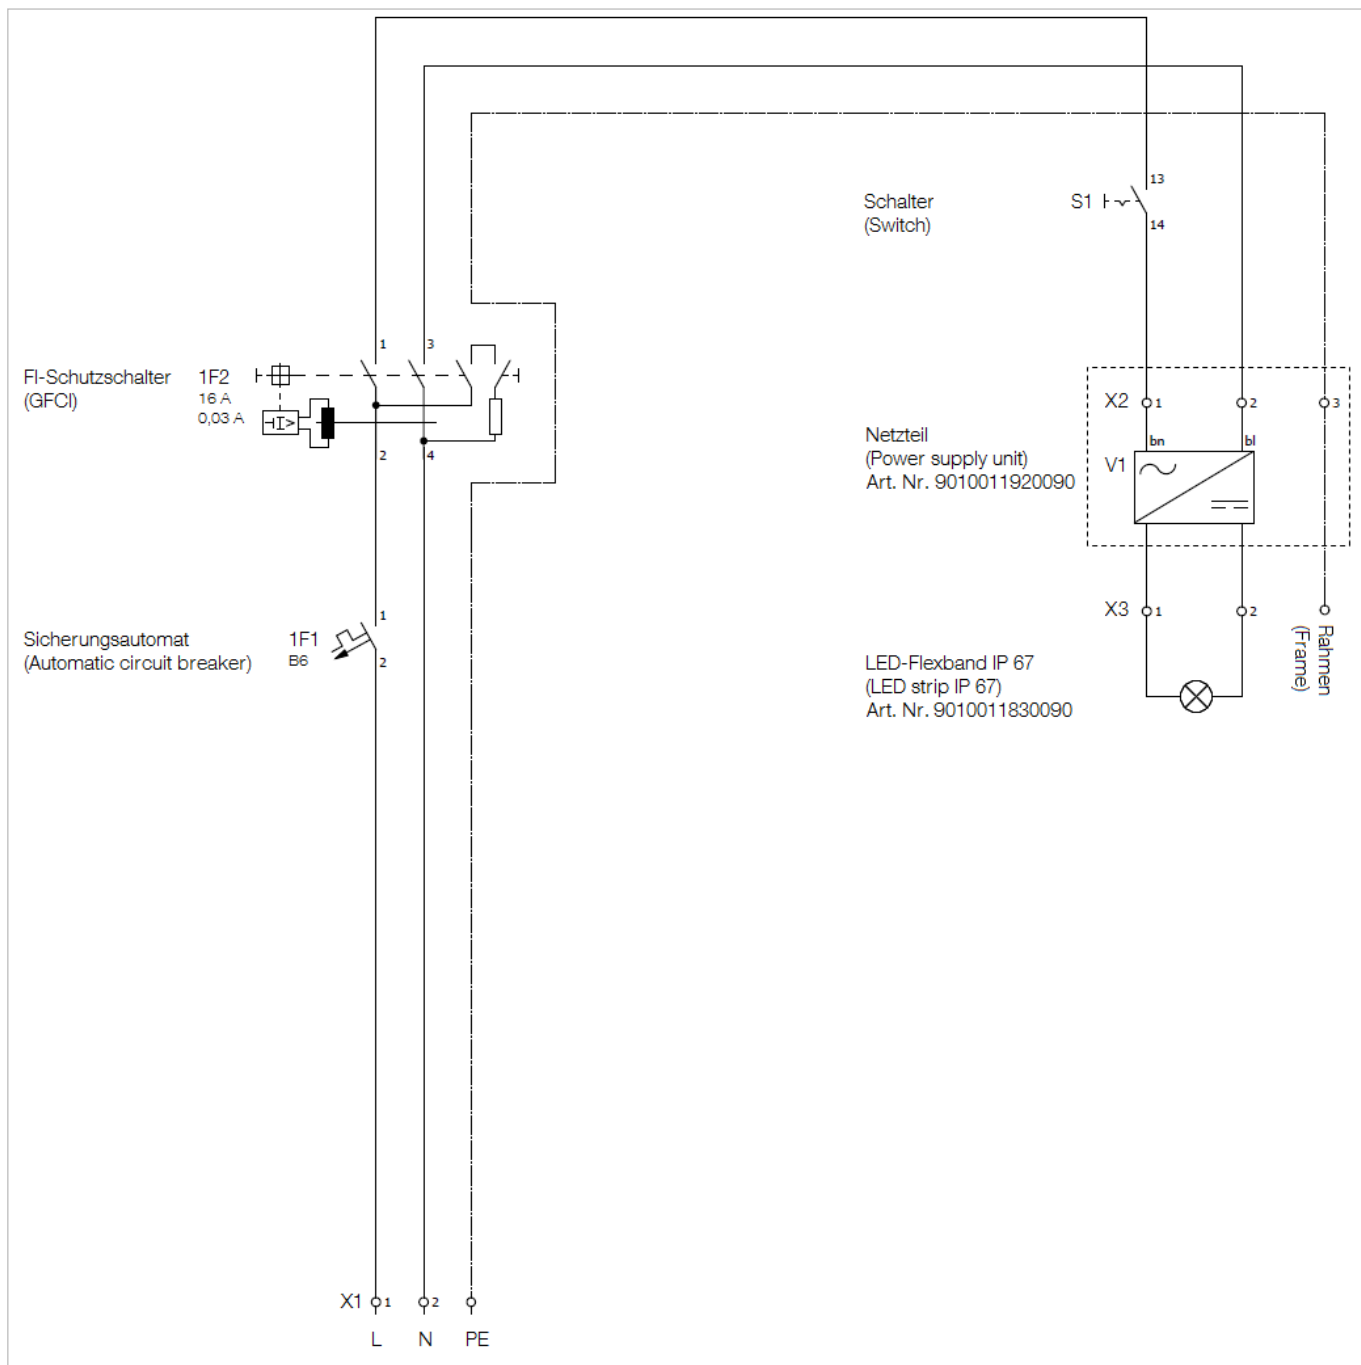 13
Schalter
(Switch)
S1
14
1
3
FI-Schutzschalter
(GFCI)
1F2
16 A
0,03 A
2
4
X2
1
2
3
Netzteil
(Power supply unit)
Art. Nr. 9010011920090
bn
bl
V1
Sicherungsautomat
(Automatic circuit breaker)
1F1
B6
1
2
X3
1
2
Rahmen
(Frame)
LED-Flexband IP 67
(LED strip IP 67)
Art. Nr. 9010011830090
X1
1
2
L
N
PE